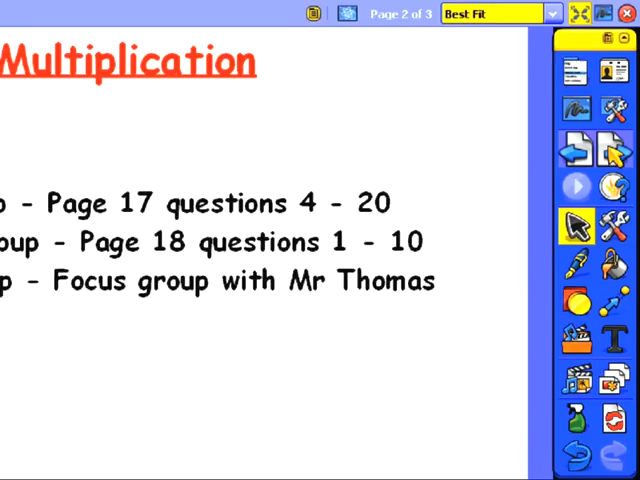 Page 2 of 3 Best Fit
Multiplication
- Page 17 questions 4 - 20
- Page 18 questions 1 - 10
- Focus group with Mr Thomas